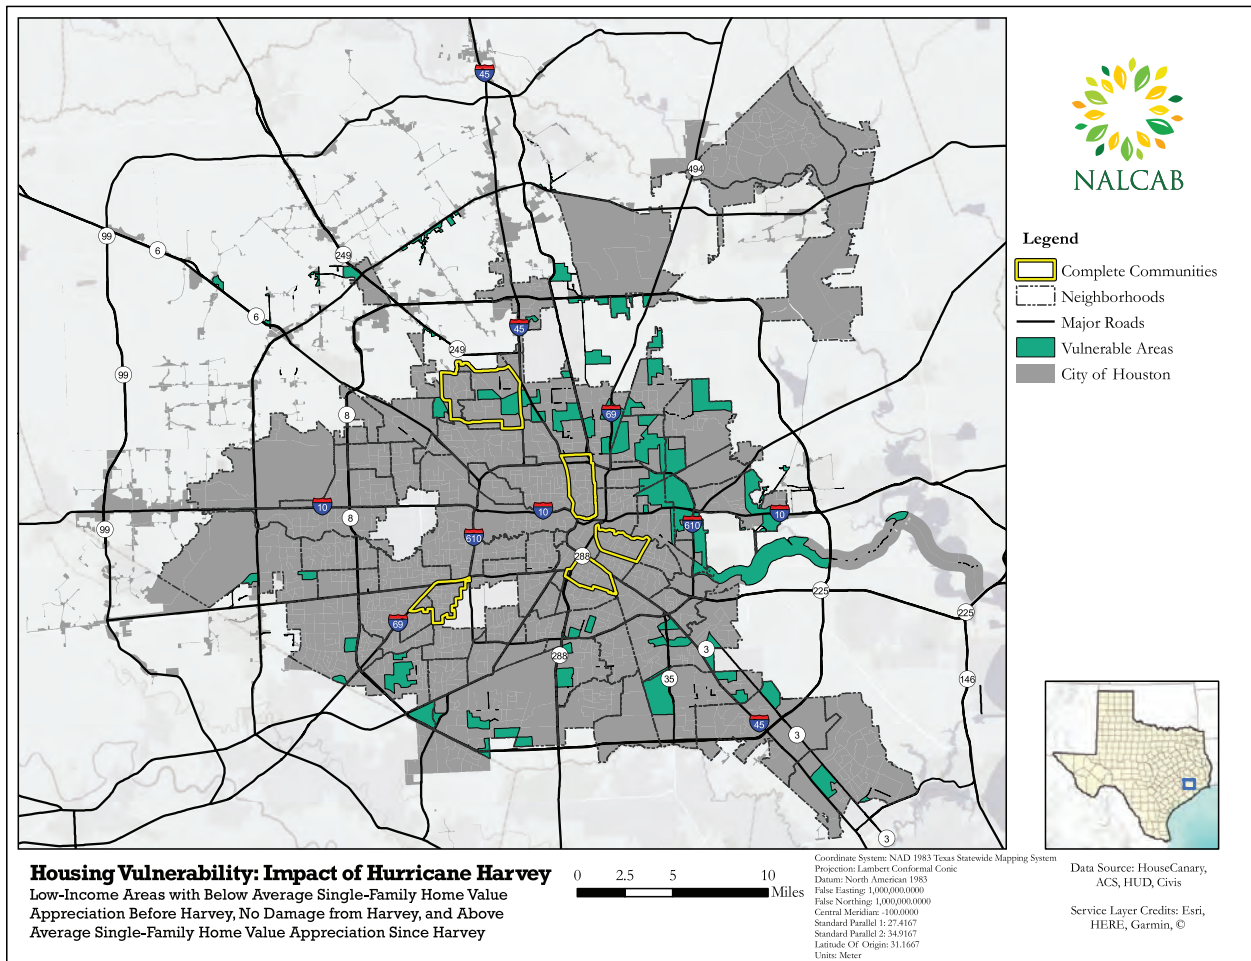 45
494
99
6
249
6
45
249
99
8
69
10
8
10
10
610
610
99
288
225
225
69
288
3
35
146
45
3
3
NALCAB
Legend
Complete Communities
Neighborhoods
Major Roads
Vulnerable Areas
City of Houston
Housing Vulnerability: Impact of Hurricane Harvey
Low-Income Areas with Below Average Single-Family Home Value
Appreciation Before Harvey, No Damage from Harvey, and Above
Average Single-Family Home Value Appreciation Since Harvey
0 2.5 5 10
Miles
Coordinate System: NAD 1983 Texas Statewide Mapping System
Projection: Lambert Conformal Conic
Datum: North American 1983
False Easting: 1,000,000.0000
False Northing: 1,000,000.0000
Central Meridian: -100.0000
Standard Parallel 1: 27.4167
Standard Parallel 2: 34.9167
Latitude Of Origin: 31.1667
Units: Meter
Data Source: HouseCanary,
ACS, HUD, Civis
Service Layer Credits: Esri,
HERE, Garmin, ©